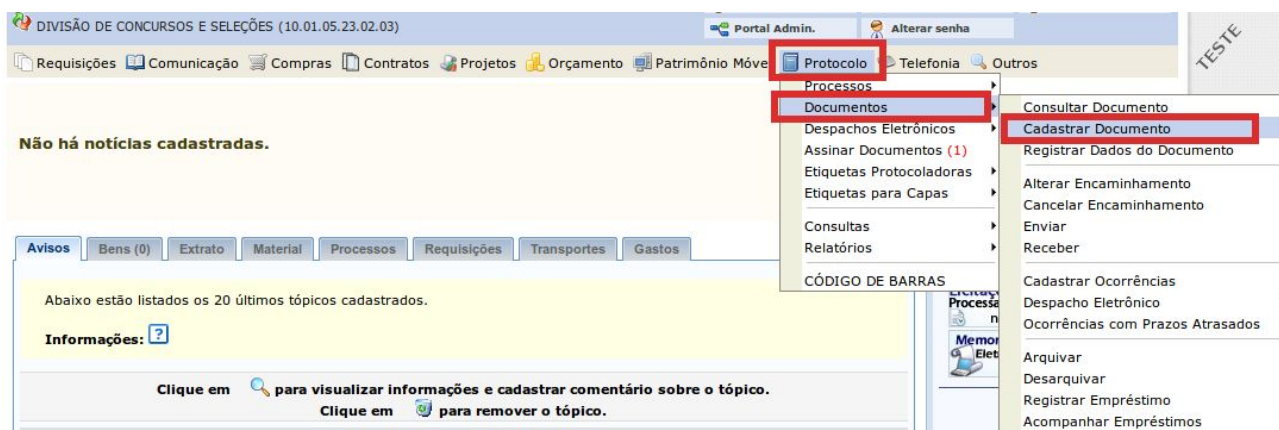 DIVISÃO DE CONCURSOS E SELEÇÕES (10.01.05.23.02.03)
Portal Admin.
Alterar senha
TESTE
Requisições Comunicação Compras Contratos Projetos Orçamento Patrimônio Móve Protocolo Telefonia Outros
Processos
Documentos
Despachos Eletrônicos
Assinar Documentos (1)
Etiquetas Protocoladoras
Etiquetas para Capas
Consultas
Relatórios
CÓDIGO DE BARRAS
Consultar Documento
Cadastrar Documento
Registrar Dados do Documento
Alterar Encaminhamento
Cancelar Encaminhamento
Enviar
Receber
Cadastrar Ocorrências
Despacho Eletrônico
Ocorrências com Prazos Atrasados
Arquivar
Desarquivar
Registrar Empréstimo
Acompanhar Empréstimos
Não há notícias cadastradas.
Avisos Bens (0) Extrato Material Processos Requisições Transportes Gastos
Abaixo estão listados os 20 últimos tópicos cadastrados.
Informações: ?
Clique em para visualizar informações e cadastrar comentário sobre o tópico.
Clique em para remover o tópico.
Processa
n
Memor
Elet